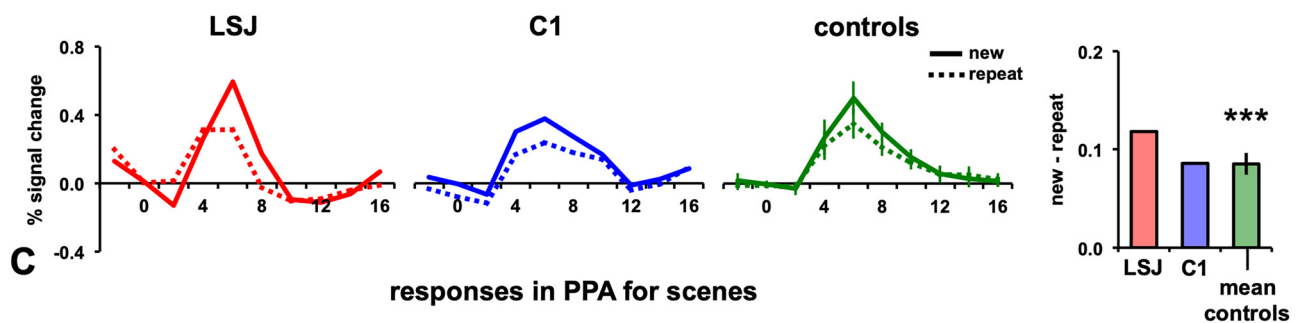 LSJ
C1
controls
% signal change
0.8
0.4
0.0
-0.4
0 4 8 12 16
0 4 8 12 16
0 4 8 12 16
new
repeat
new - repeat
0.2
0.1
0.0
***
LSJ
C1
mean
controls
C
responses in PPA for scenes